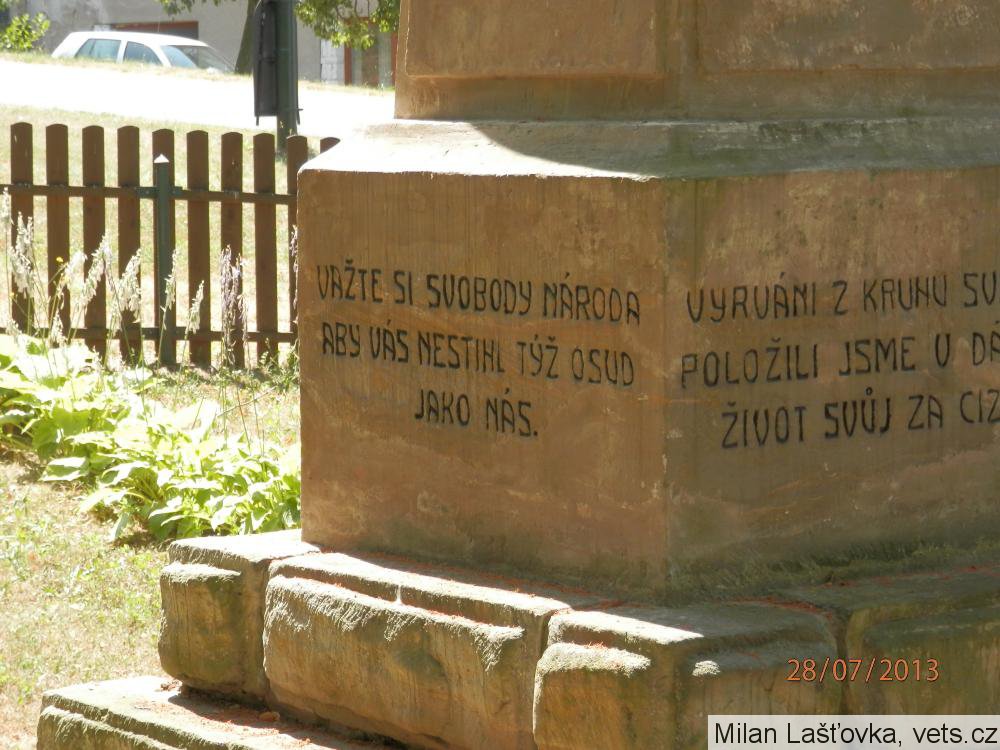 VAŽTE SI SVOBODY NÁRODA
ABY VÁS NESTIHL TÝŽ OSUD
JAKO NÁS.
VYRVÁNI Z KRUHU
POLOŽILI JSME V
ŽIVOT SVŮJ ZA
28/07/2013
Milan Lašťovka, vets.cz